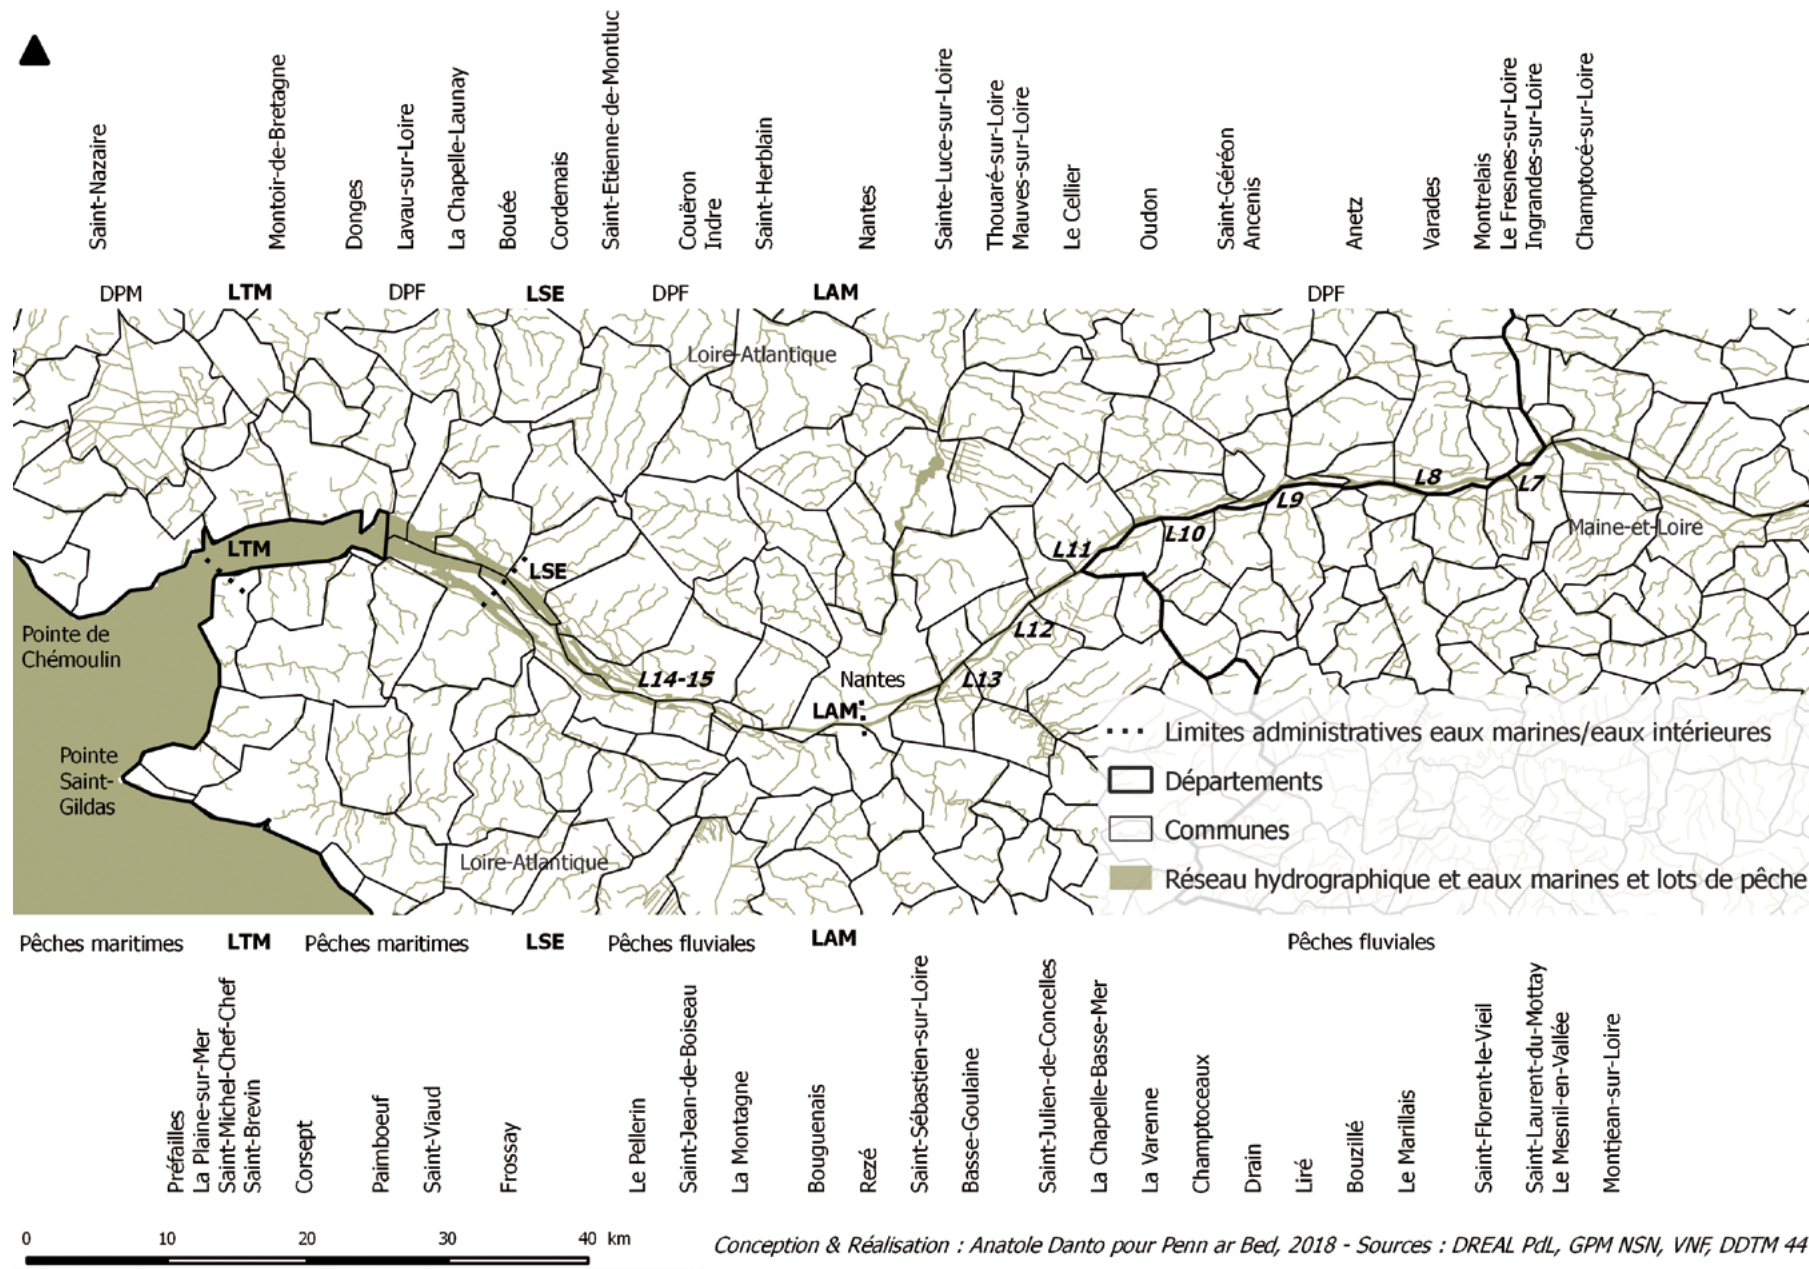 Saint-Nazaire
Montoir-de-Bretagne
Donges
Lavau-sur-Loire
La Chapelle-Launay
Bouée
Cordemais
Saint-Etienne-de-Montluc
Couëron
Indre
Saint-Herblain
Nantes
Sainte-Luce-sur-Loire
Thouaré-sur-Loire
Mauves-sur-Loire
Le Cellier
Oudon
Saint-Géréon
Ancenis
Anetz
Varades
Montrelais
Le Fresnes-sur-Loire
Ingrandes-sur-Loire
Champtocé-sur-Loire
DPM LTM DPF LSE DPF LAM DPF
Loire-Atlantique
L8
L7
L9
Maine-et-Loire
L10
LTM
L11
LSE
Pointe de
Chémoulin
L12
L14-15
Nantes
L13
LAM
Pointe
Saint-
Gildas
Loire-Atlantique
Limites administratives eaux marines/eaux intérieures
Départements
Communes
Réseau hydrographique et eaux marines et lots de pêche
Pêches maritimes LTM Pêches maritimes LSE Pêches fluviales LAM Pêches fluviales
Préfailles
La Plaine-sur-Mer
Saint-Michel-Chef-Chef
Saint-Brevin
Corsept
Paimboeuf
Saint-Viaud
Frossay
Le Pellerin
Saint-Jean-de-Boiseau
La Montagne
Bouguenais
Rezé
Saint-Sébastien-sur-Loire
Basse-Goulaine
Saint-Julien-de-Concelles
La Chapelle-Basse-Mer
La Varenne
Champtoceaux
Drain
Liré
Bouzillé
Le Marillais
Saint-Florent-le-Vieil
Saint-Laurent-du-Mottay
Le Mesnil-en-Vallée
Montjean-sur-Loire
0 10 20 30 40 km
Conception & Réalisation : Anatole Danto pour Penn ar Bed, 2018 - Sources : DREAL PdL, GPM NSN, VNF, DDTM 44